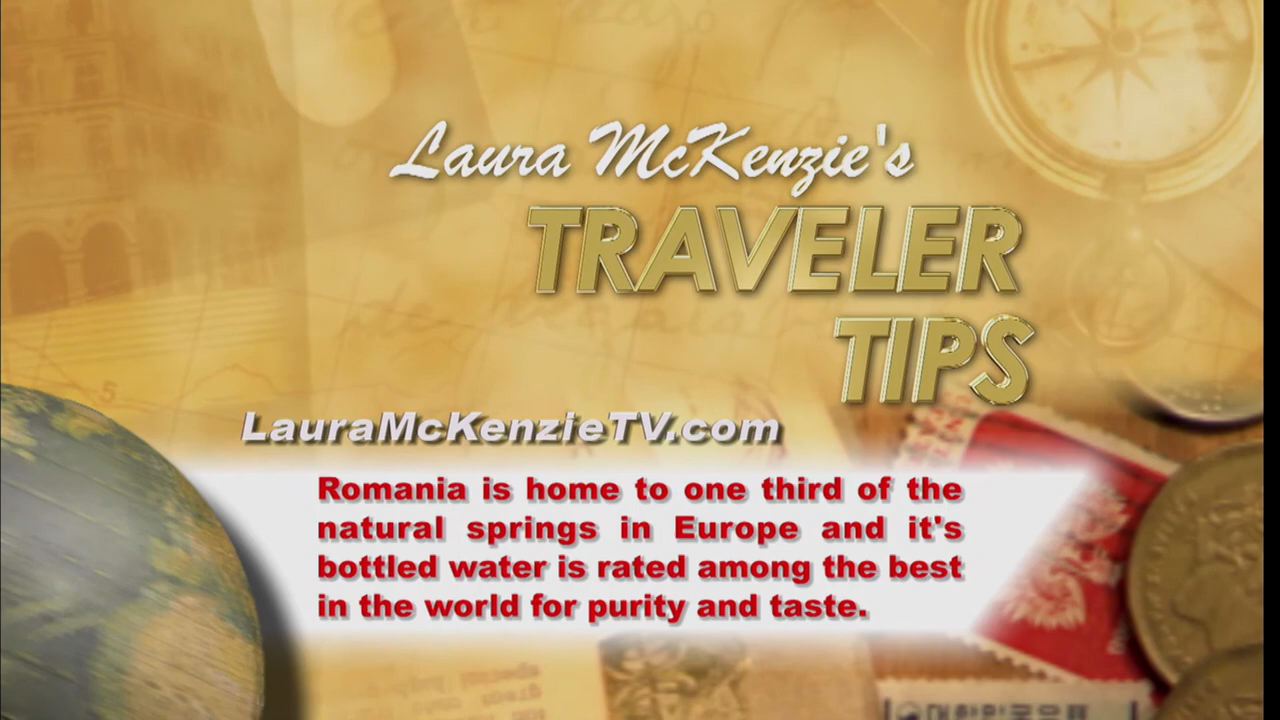 Laura McKenzie's
TRAVELER
TIPS
LauraMcKenzieTV.com
Romania is home to one third of the
natural springs in Europe and it's
bottled water is rated among the best
in the world for purity and taste.